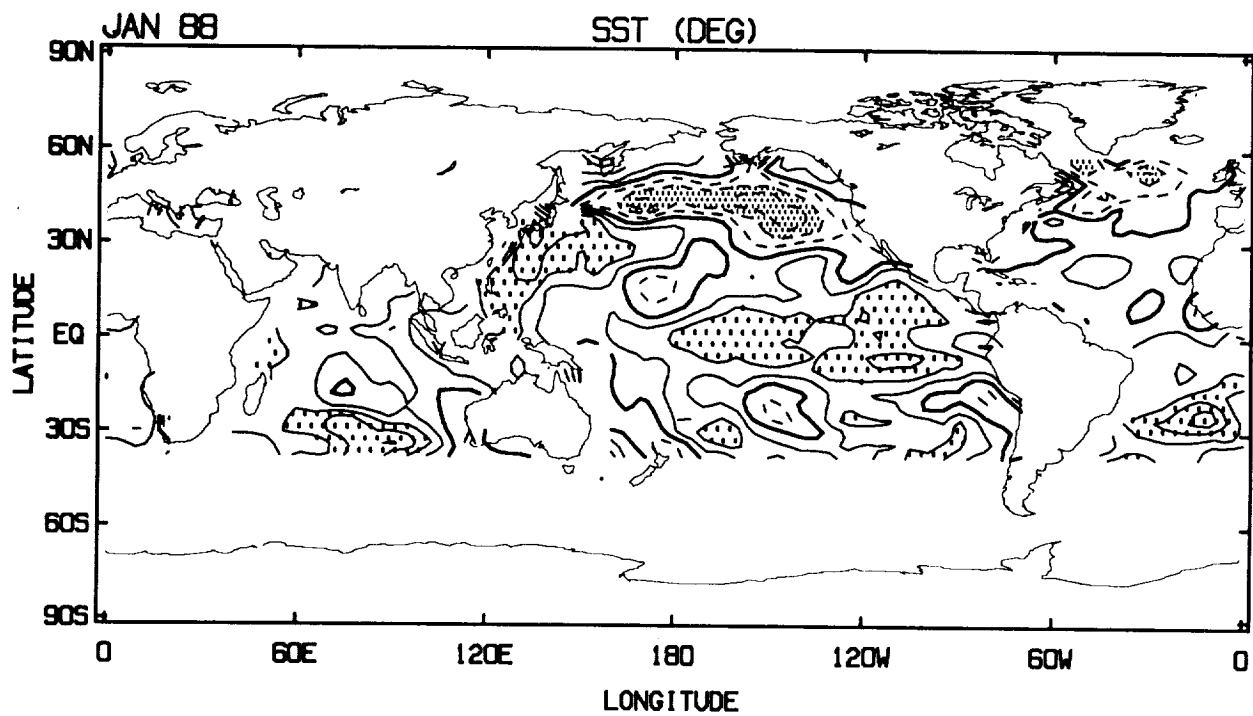 JAN 88 SST (DEG)
90N
60N
30N
EQ
30S
60S
90S
LATITUDE
0 60E 120E 180 120W 60W 0
LONGITUDE